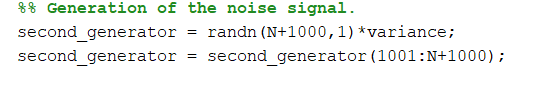 %% Generation of the noise signal.
second_generator = randn(N+1000,1)*variance;
second_generator = second_generator(1001:N+1000);